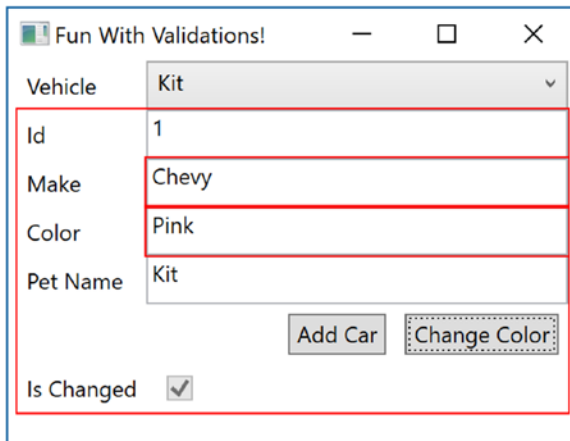 Fun With Validations!
Vehicle Kit
Id 1
Make Chevy
Color Pink
Pet Name Kit
Add Car Change Color
Is Changed